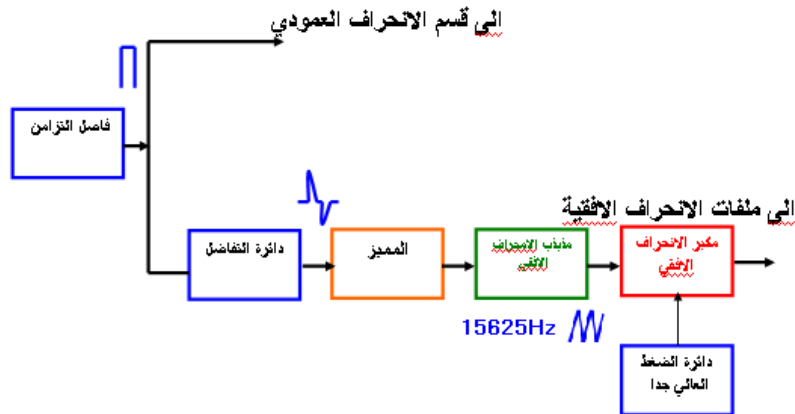 الى قسم الانحراف العمودي
فاصل التزامن
الى ملفات الانحراف الافقية
دائرة التفاضل
المميز
مذبذب الانحراف
الافقي
مكبر الانحراف
الافقي
15625Hz
دائرة الضغط
العالي جدا